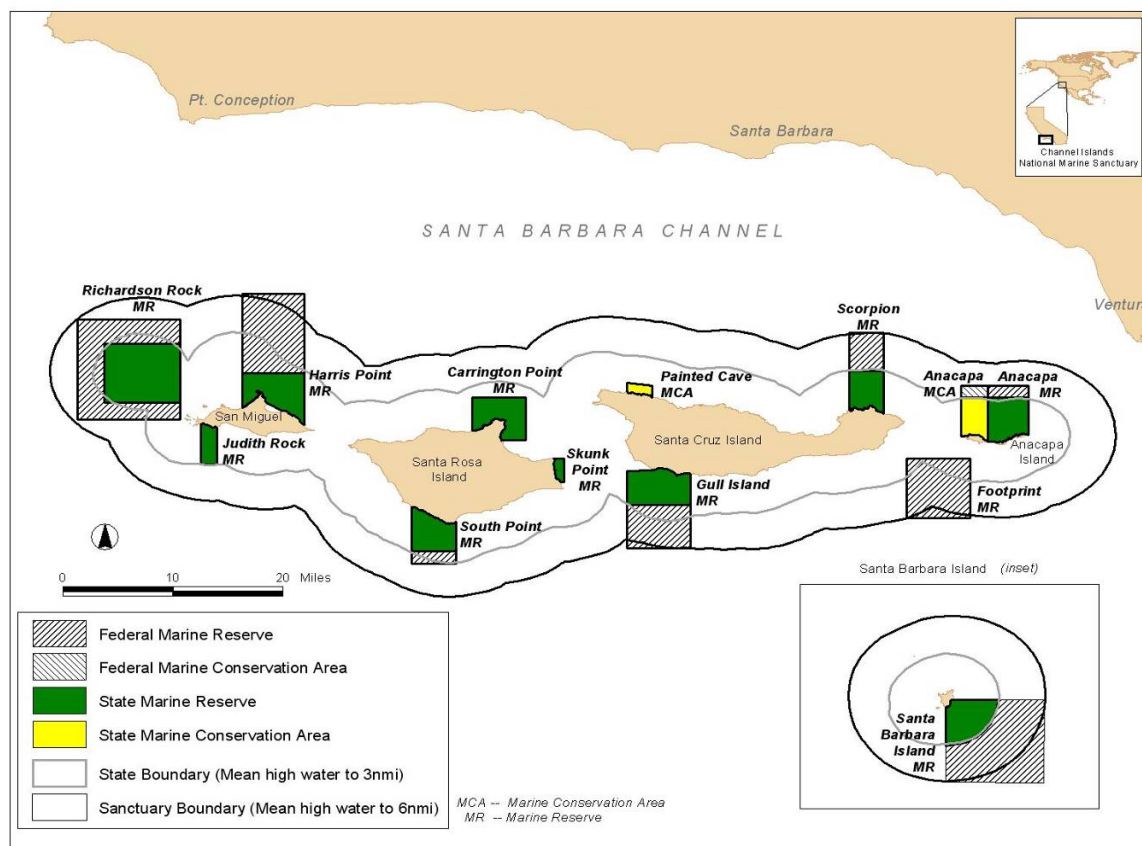 Pt. Conception
Santa Barbara
Channel Islands
National Marine Sanctuary
SANTA BARBARA CHANNEL
Richardson Rock
MR
Ventura
Scorpion
MR
Harris Point
MR
Carrington Point
MR
Painted Cave
MCA
Anacapa
MCA
Anacapa
MR
San Miguel
Judith Rock
MR
Santa Rosa
Island
Skunk
Point
MR
Santa Cruz Island
Gull Island
MR
Anacapa
Island
Footprint
MR
South Point
MR
0 10 20 Miles
Santa Barbara Island (inset)
Santa
Barbara
Island
MR
Federal Marine Reserve
Federal Marine Conservation Area
State Marine Reserve
State Marine Conservation Area
State Boundary (Mean high water to 3nmi)
Sanctuary Boundary (Mean high water to 6nmi)
MCA -- Marine Conservation Area
MR -- Marine Reserve